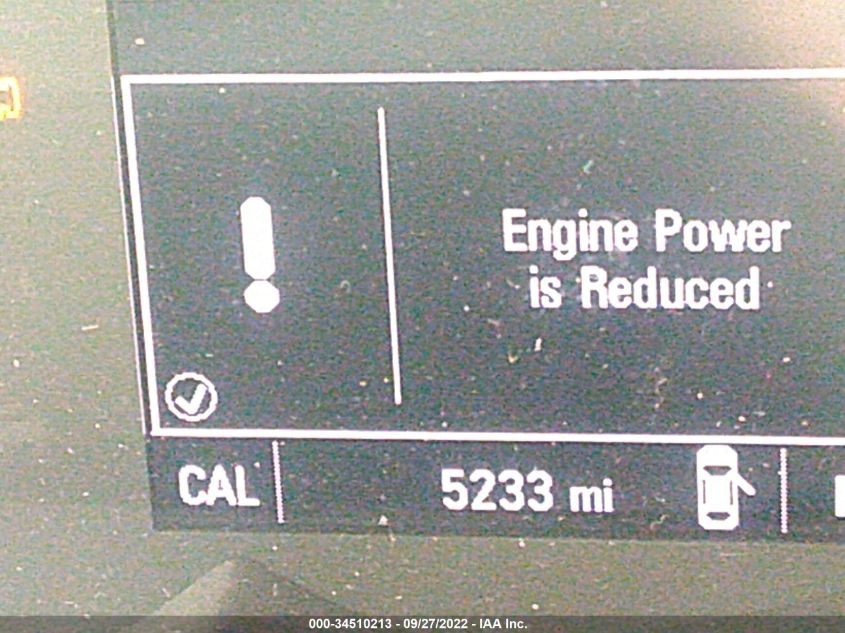 Engine Power
is Reduced
CAL 5233 mi
000-34510213 - 09/27/2022 - IAA Inc.